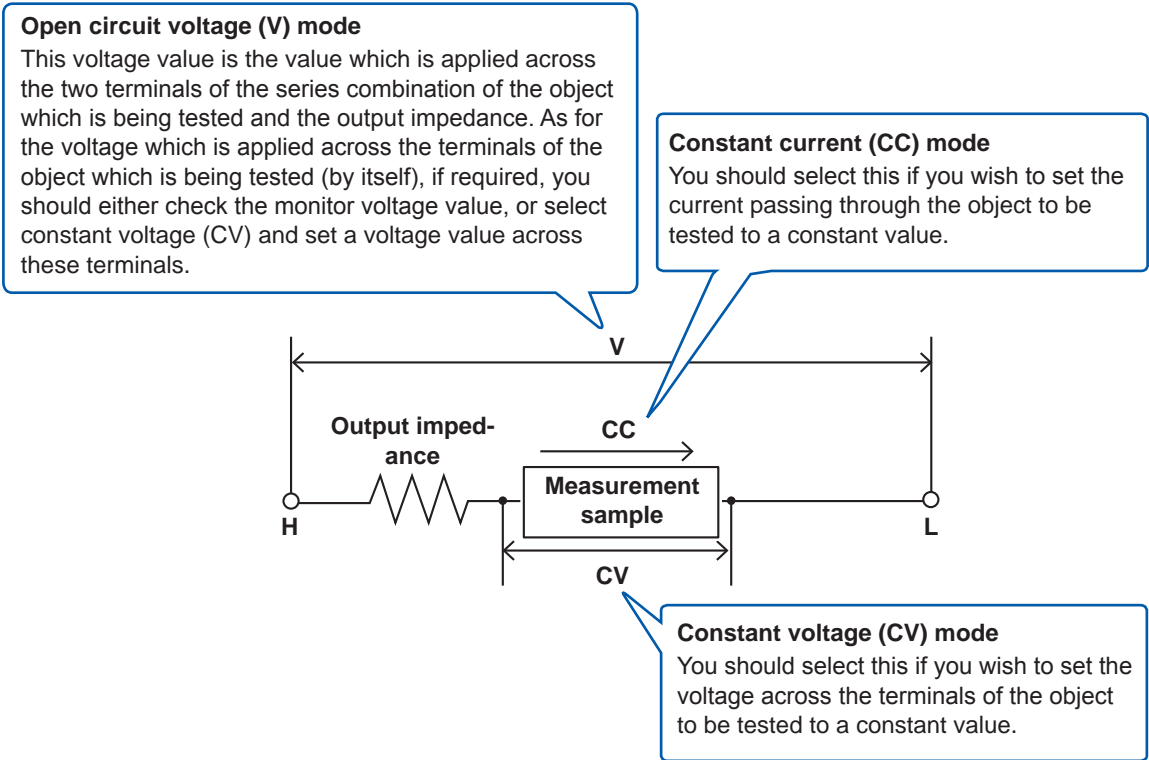 Open circuit voltage (V) mode
This voltage value is the value which is applied across
the two terminals of the series combination of the object
which is being tested and the output impedance. As for
the voltage which is applied across the terminals of the
object which is being tested (by itself), if required, you
should either check the monitor voltage value, or select
constant voltage (CV) and set a voltage value across
these terminals.
Constant current (CC) mode
You should select this if you wish to set the
current passing through the object to be
tested to a constant value.
V
Output imped-
ance
CC
Measurement
sample
H
L
CV
Constant voltage (CV) mode
You should select this if you wish to set the
voltage across the terminals of the object
to be tested to a constant value.